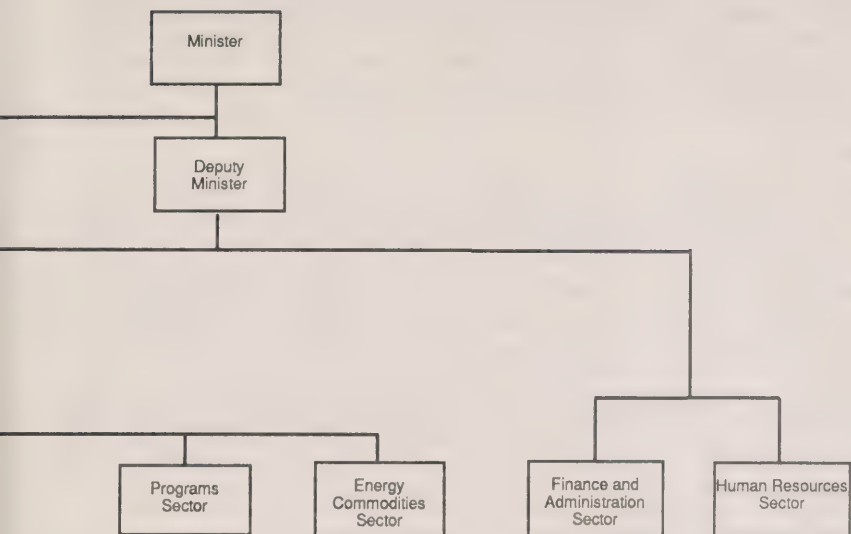 Minister
Deputy
Minister
Programs
Sector
Energy
Commodities
Sector
Finance and
Administration
Sector
Human Resources
Sector